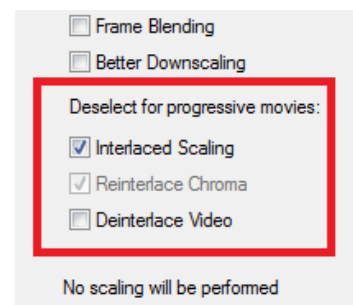 Frame Blending
Better Downscaling
Deselect for progressive movies:
Interlaced Scaling
Reinterlace Chroma
Deinterlace Video
No scaling will be performed